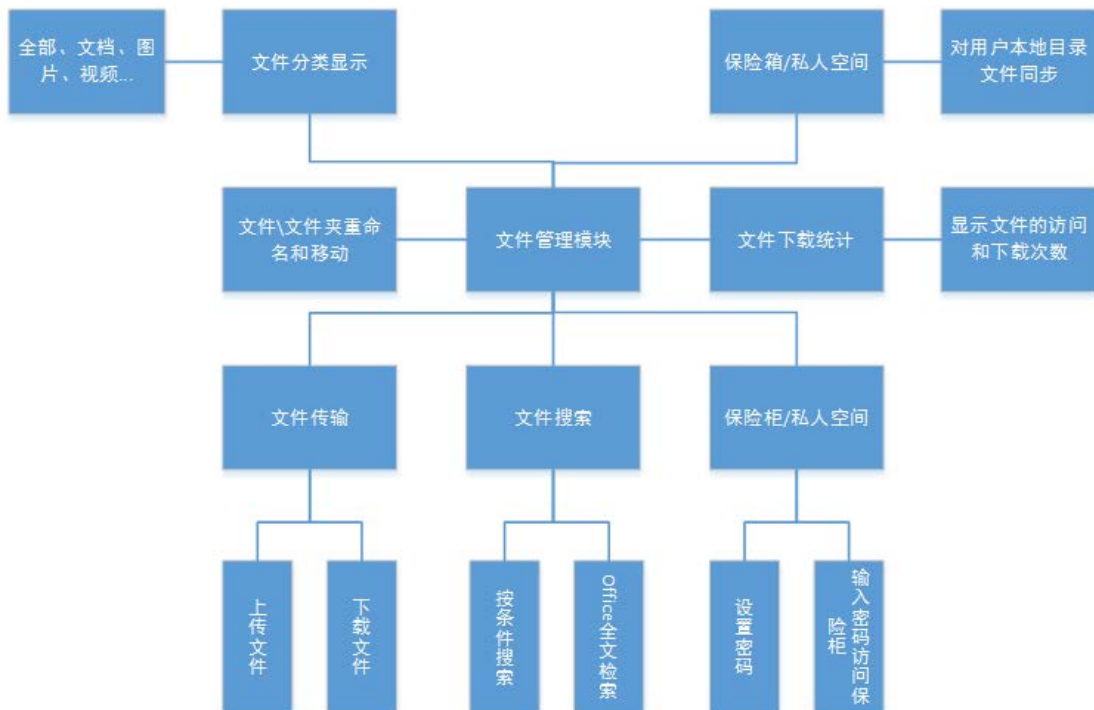 全部、文档、图
片、视频...
文件分类显示
保险箱/私人空间
对用户本地目录
文件同步
文件\文件夹重命
名和移动
文件管理模块
文件下载统计
显示文件的访问
和下载次数
文件传输
文件搜索
保险柜/私人空间
上传文件
下载文件
按条件搜索
Office全文检索
设置密码
输入密码访问保
险柜